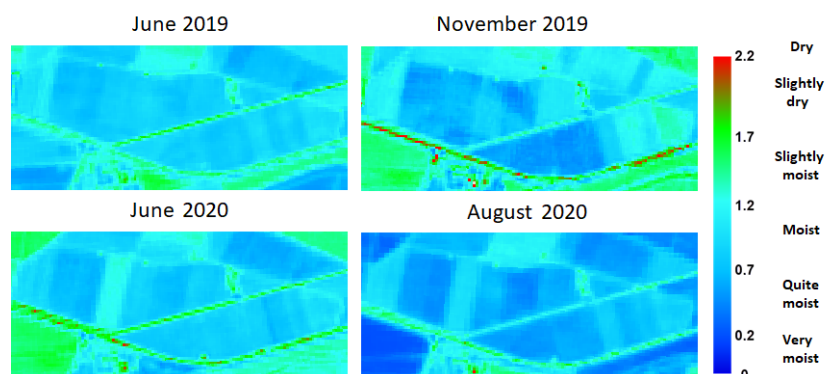 June 2019
November 2019
June 2020
August 2020
2.2
1.7
1.2
0.7
0.2
0
Dry
Slightly
dry
Slightly
moist
Moist
Quite
moist
Very
moist